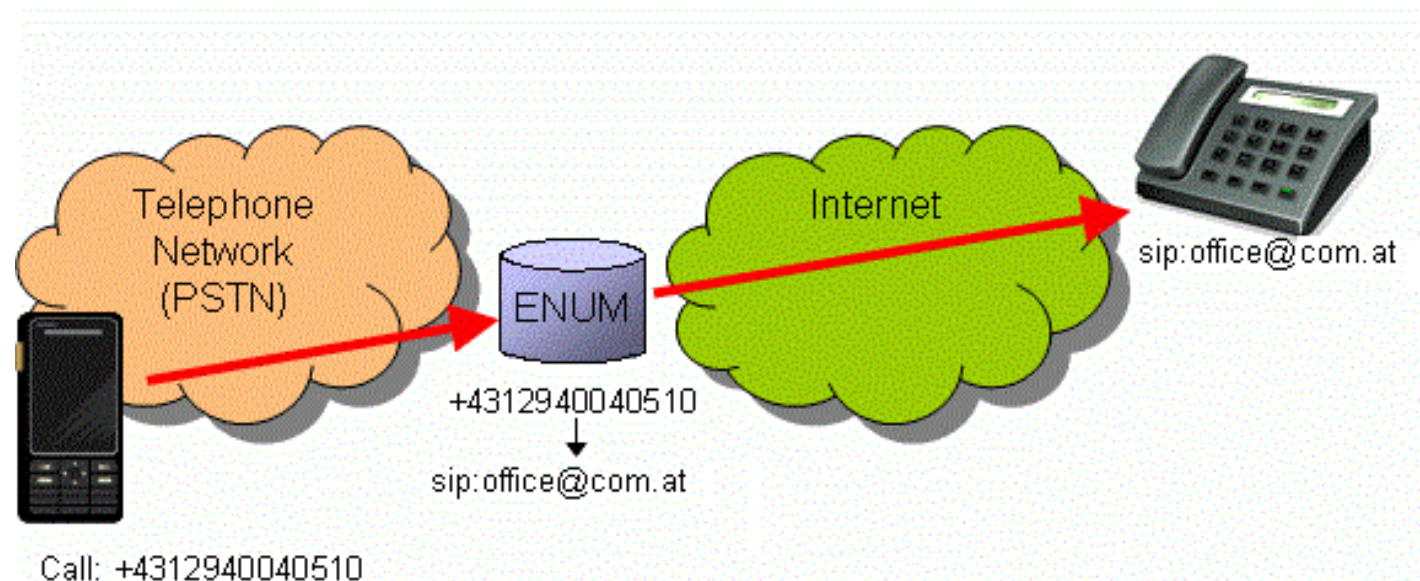 Telephone
Network
(PSTN)
Internet
ENUM
sip:office@com.at
+4312940040510
sip:office@com.at
Call: +4312940040510